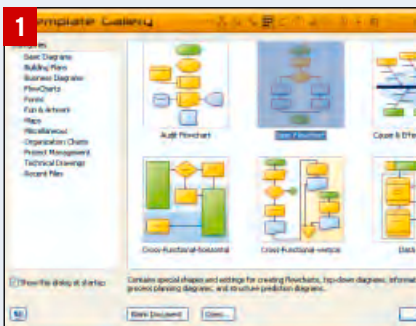 1
Template Gallery
Categories
Basic Diagrams
Building Plans
Business Diagrams
FlowCharts
Forms
Fun & Artwork
Maps
Miscellaneous
Organization Charts
Project Management
Technical Drawings
Recent Files
Audit Flowchart
Basic Flowchart
Cause & Effe
Cross-Functional-horizontal
Cross-Functional-vertical
Data
Show this dialog at startup
Contains special shapes and settings for creating flowcharts, top-down diagrams, informat
process planning diagrams, and structure prediction diagrams.
Blank Document
Open...